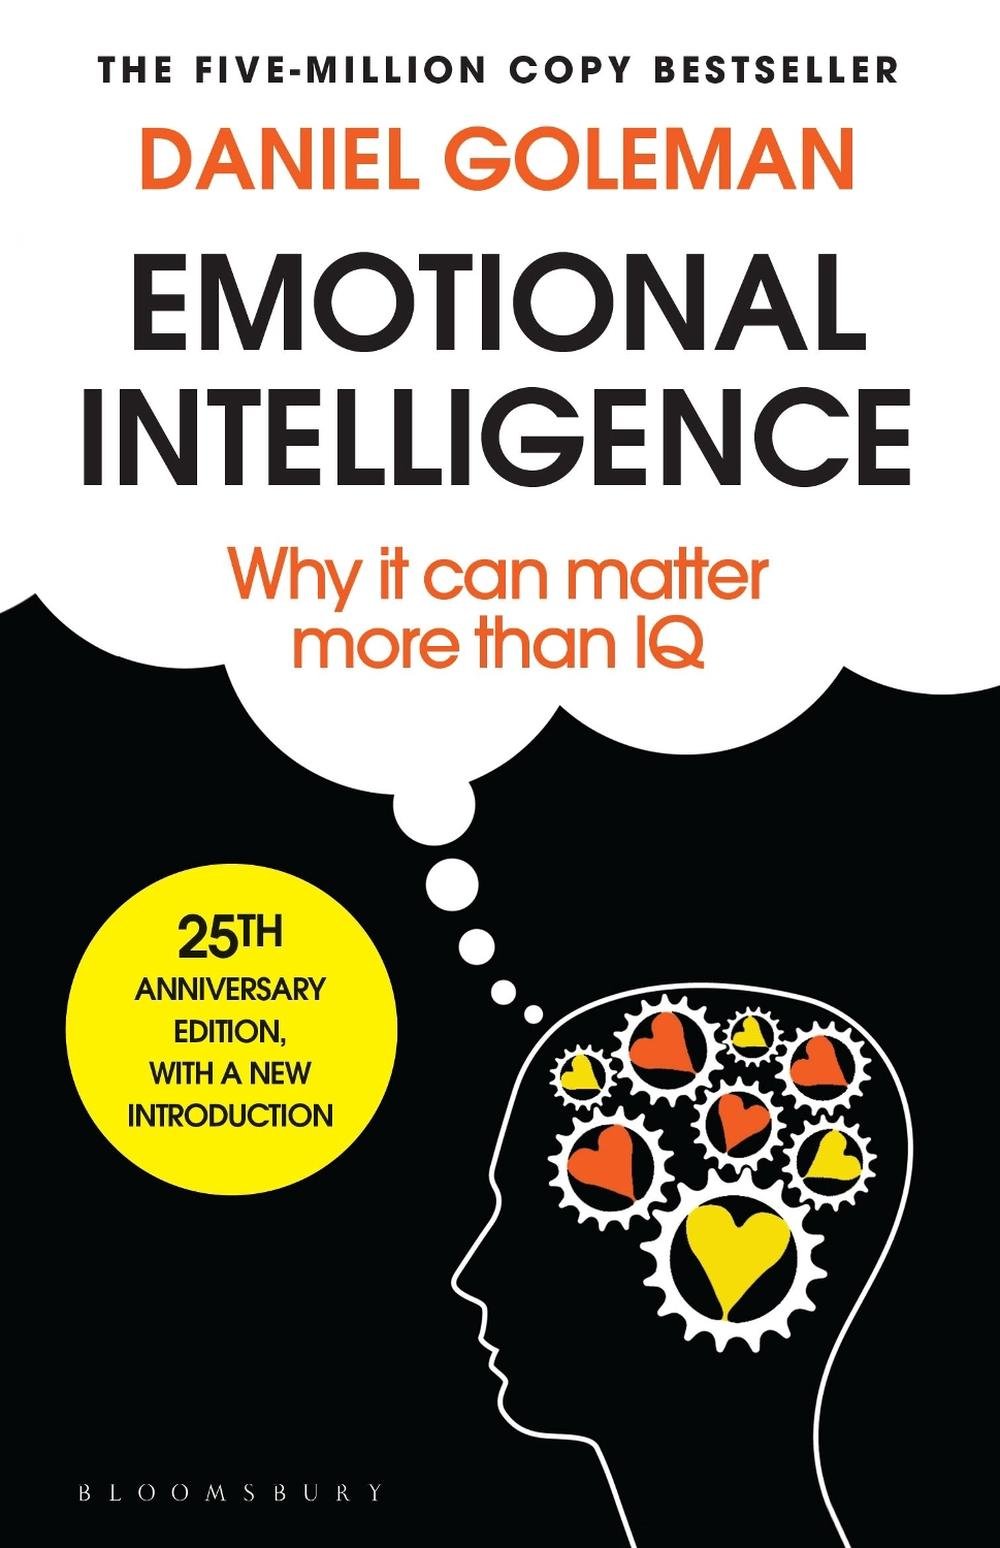 THE FIVE-MILLION COPY BESTSELLER
DANIEL GOLEMAN
EMOTIONAL
INTELLIGENCE
Why it can matter
more than IQ
25TH
ANNIVERSARY
EDITION,
WITH A NEW
INTRODUCTION
BLOOMSBURY